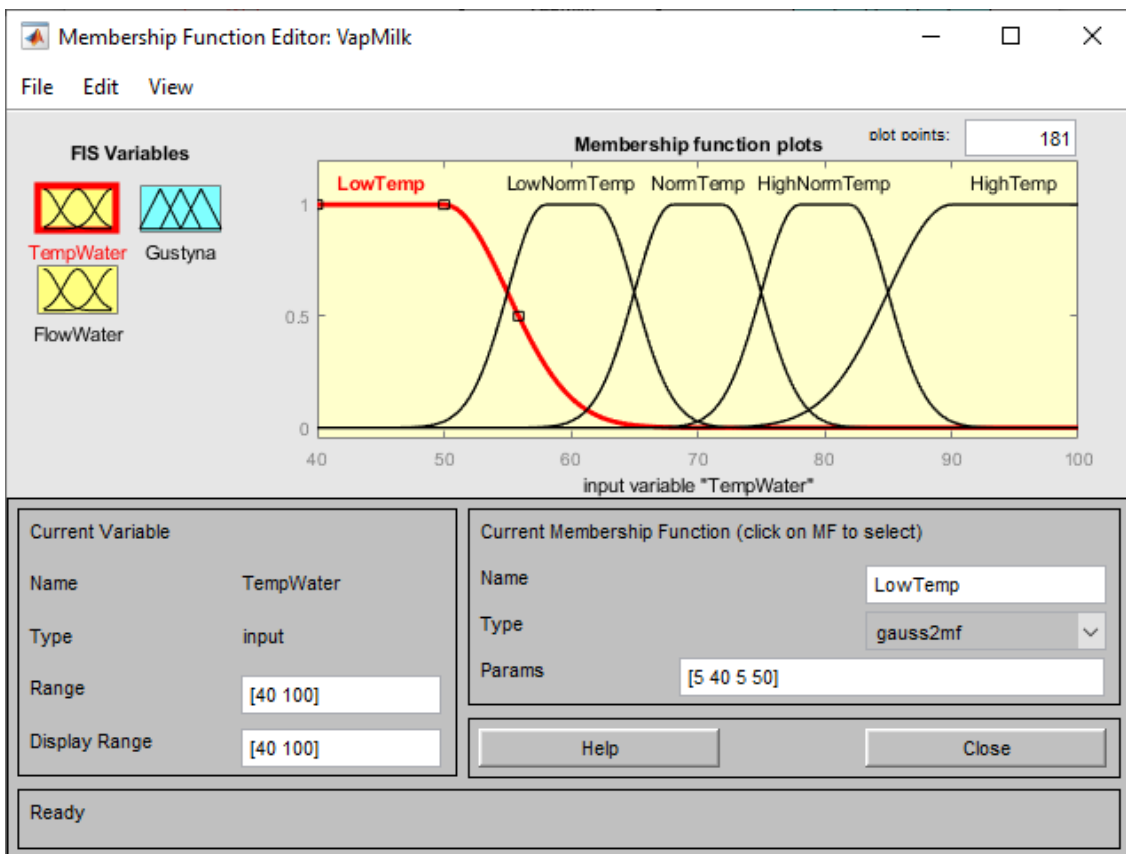 Membership Function Editor: VapMilk
File Edit View
FIS Variables
TempWater
Gustyna
FlowWater
Membership function plots
plot points:
181
LowTemp LowNormTemp NormTemp HighNormTemp HighTemp
1
0.5
0
40 50 60 70 80 90 100
input variable "TempWater"
Current Variable
Name TempWater
Type input
Range [40 100]
Display Range [40 100]
Current Membership Function (click on MF to select)
Name LowTemp
Type gauss2mf
Params [5 40 5 50]
Help Close
Ready